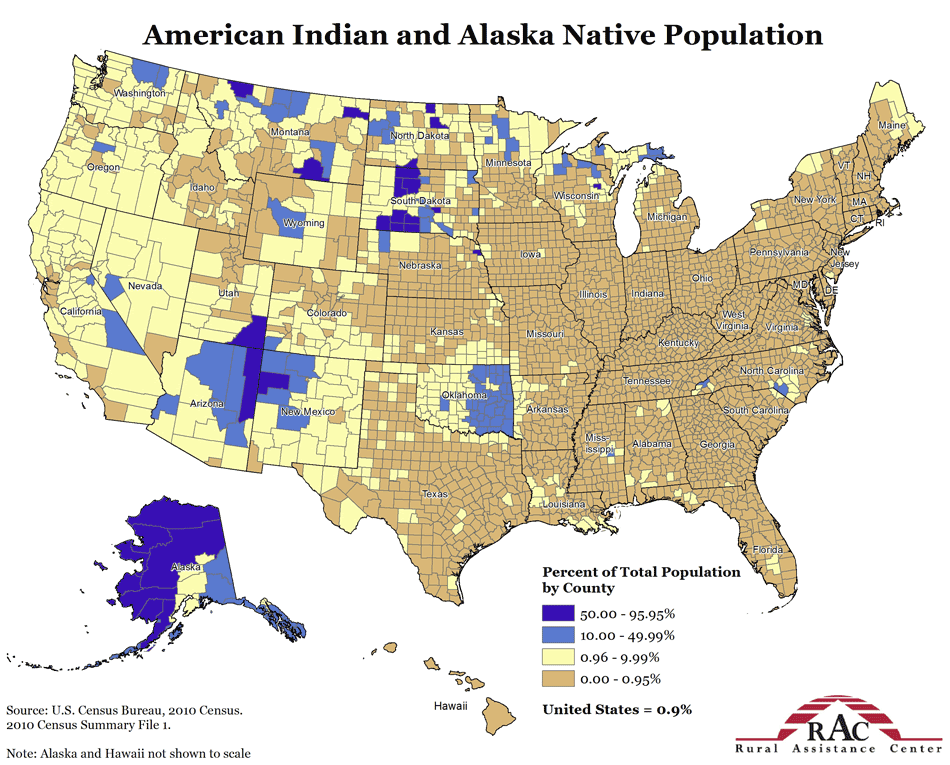 American Indian and Alaska Native Population
Washington
Oregon
Idaho
Montana
North Dakota
Minnesota
Wisconsin
Michigan
Maine
VT
NH
New York
MA
CT
RI
Wyoming
South Dakota
Iowa
Nebraska
Pennsylvania
New
Jersey
Nevada
Utah
California
Colorado
Kansas
Missouri
Illinois
Indiana
Ohio
MD
DE
West
Virginia
Virginia
Kentucky
Arizona
New Mexico
Oklahoma
Arkansas
Tennessee
North Carolina
South Carolina
Miss-
issippi
Alabama
Georgia
Texas
Louisiana
Florida
Alaska
Hawaii
Percent of Total Population
by County
50.00 - 95.95%
10.00 - 49.99%
0.96 - 9.99%
0.00 - 0.95%
United States = 0.9%
Source: U.S. Census Bureau, 2010 Census.
2010 Census Summary File 1.
Note: Alaska and Hawaii not shown to scale
RAC
Rural Assistance Center